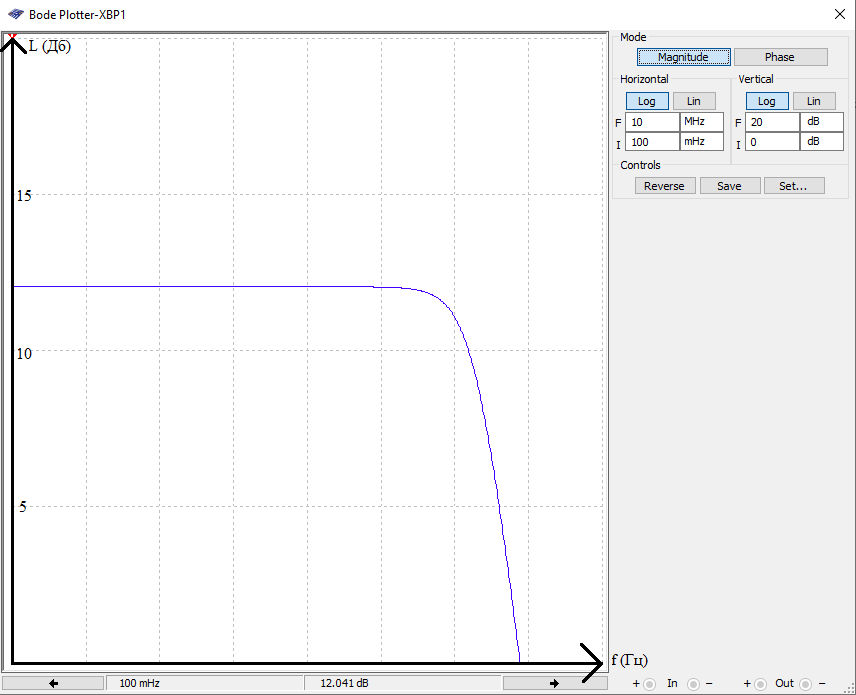 Bode Plotter-XBP1
L (Дб)
15
10
5
f (Гц)
Mode
Magnitude Phase
Horizontal Vertical
Log Lin Log Lin
F 10 MHz F 20 dB
I 100 mHz I 0 dB
Controls
Reverse Save Set...
100 mHz 12.041 dB
+ In − + Out −